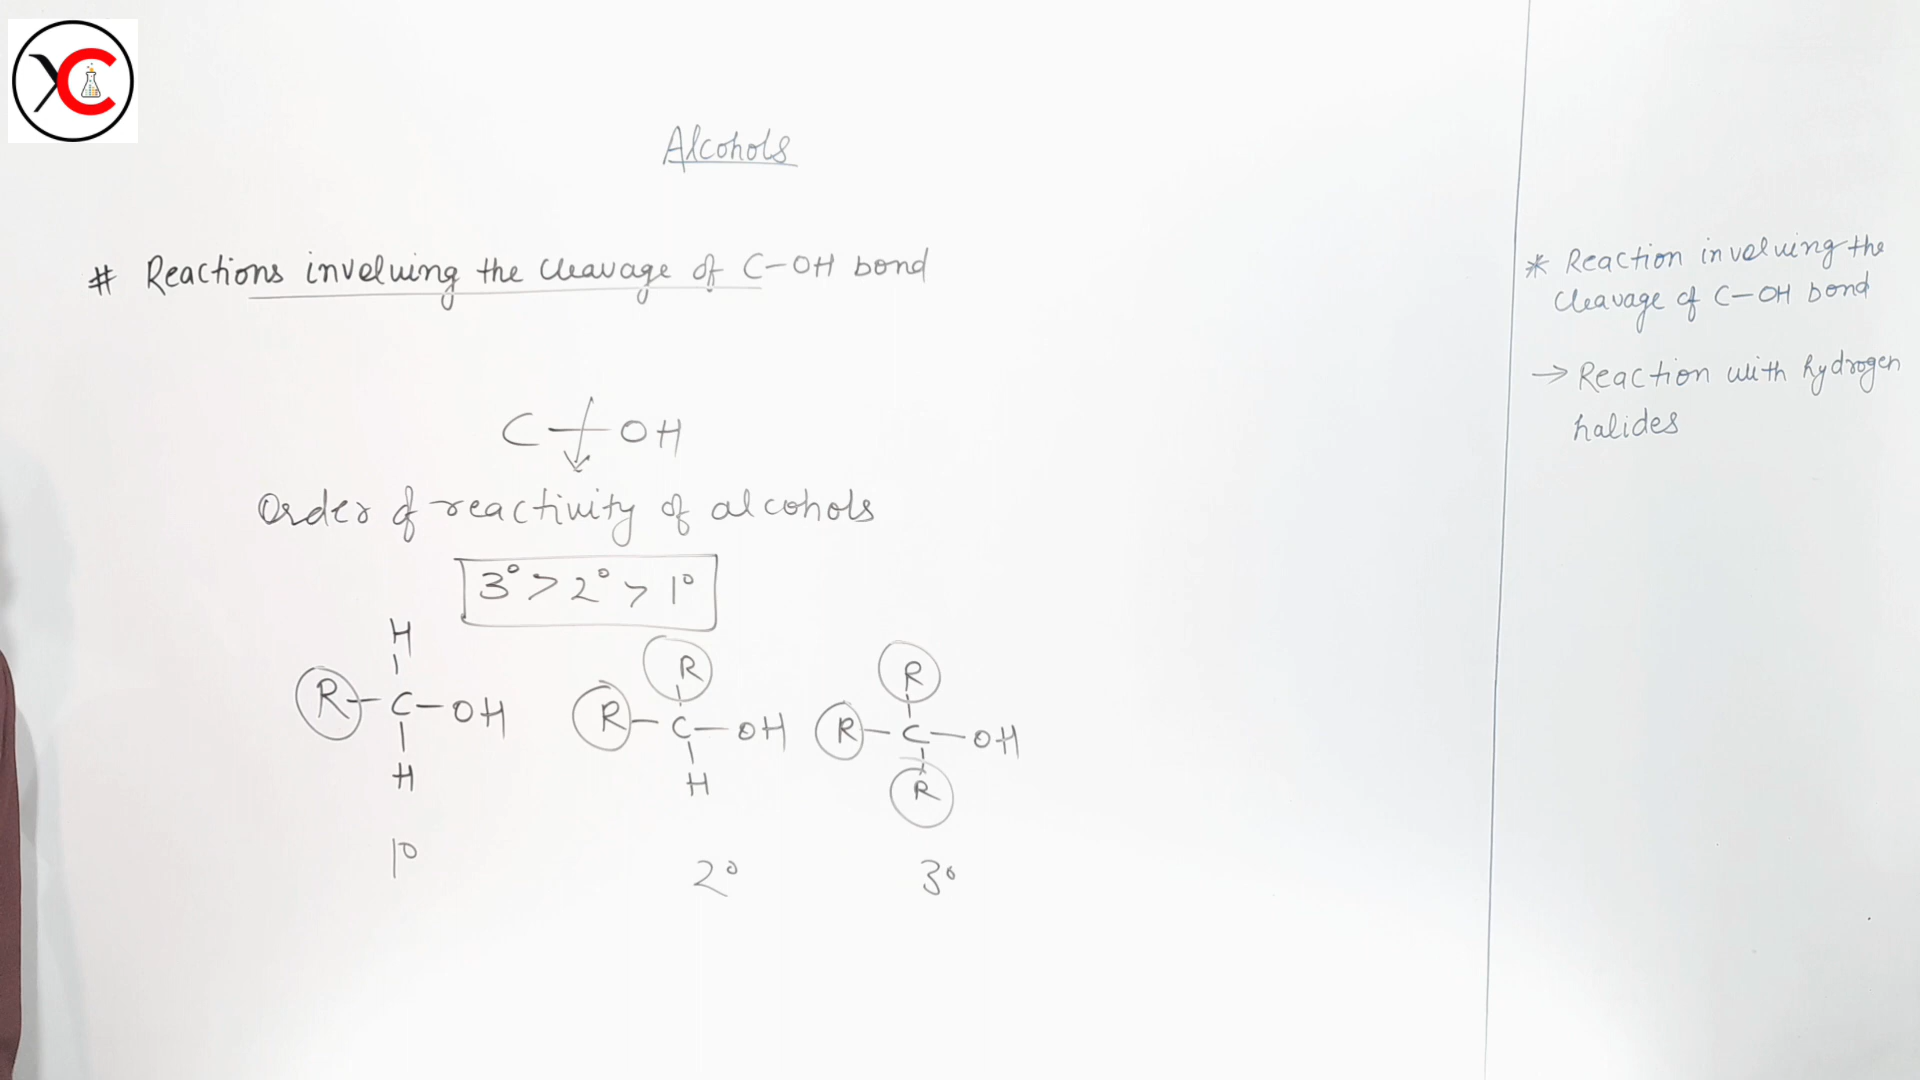 Alcohols
# Reactions involving the cleavage of C-OH bond
C OH
Order of reactivity of alcohols
3° > 2° > 1°
H
R-C-OH
H
1°
R
R-C-OH
H
2°
R
R-C-OH
R
3°
* Reaction involving the
cleavage of C-OH bond
→ Reaction with hydrogen
halides